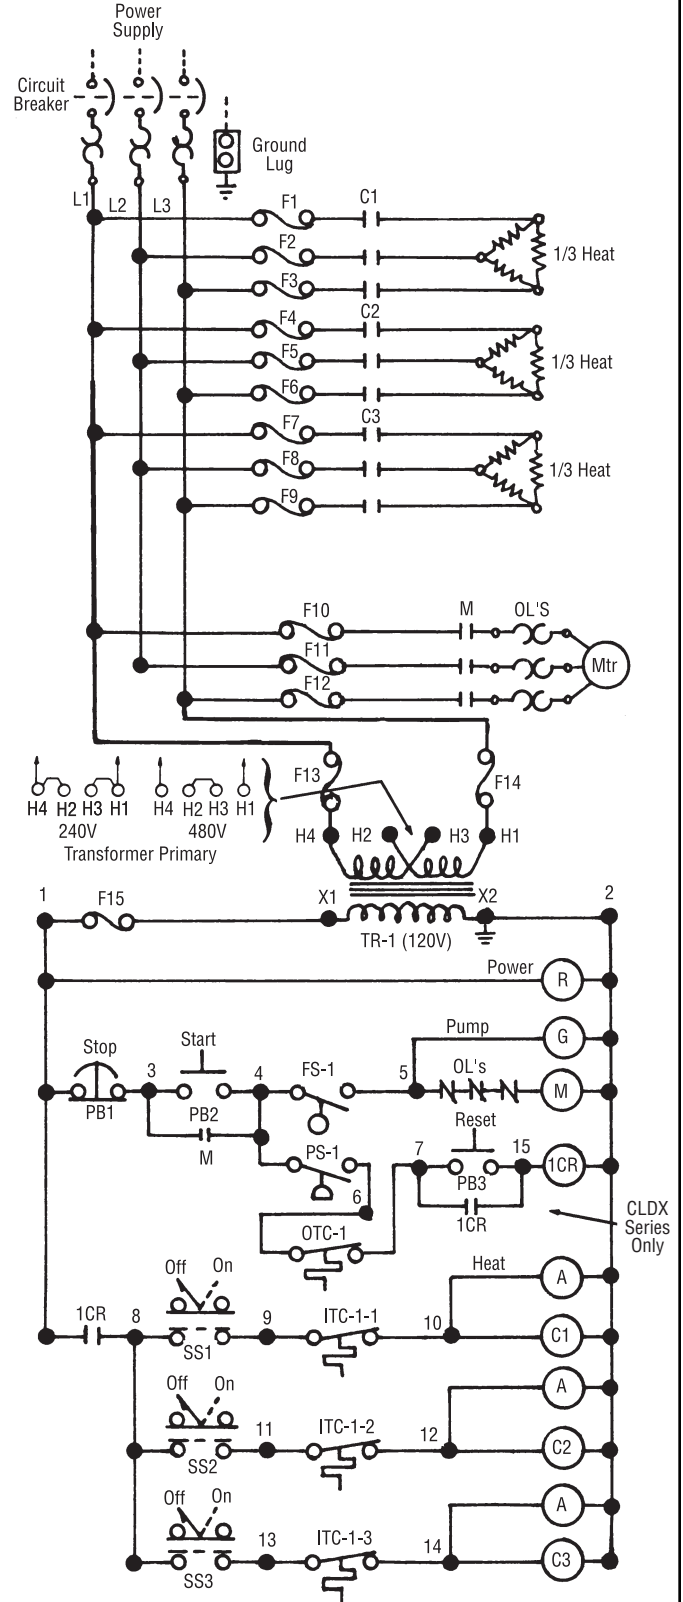 Power
Supply
Circuit
Breaker
Ground
Lug
L1 L2 L3
F1 C1
F2
1/3 Heat
F3
F4 C2
F5
1/3 Heat
F6
F7 C3
F8
1/3 Heat
F9
F10 M OL'S
F11 Mtr
F12
F13 F14
H4 H2 H3 H1 H4 H2 H3 H1
240V 480V
Transformer Primary
H4 H2 H3 H1
1 F15 X1 X2 2
TR-1 (120V)
Power R
Pump G
Stop Start
3 4 FS-1 5 OL's M
PB1 PB2
M
Reset
PS-1 7 15 1CR
PB3
6 1CR
OTC-1
CLDX
Series
Only
Off On Heat A
1CR 8 9 ITC-1-1 10 C1
SS1
Off On A
11 ITC-1-2 12 C2
SS2
Off On A
13 ITC-1-3 14 C3
SS3